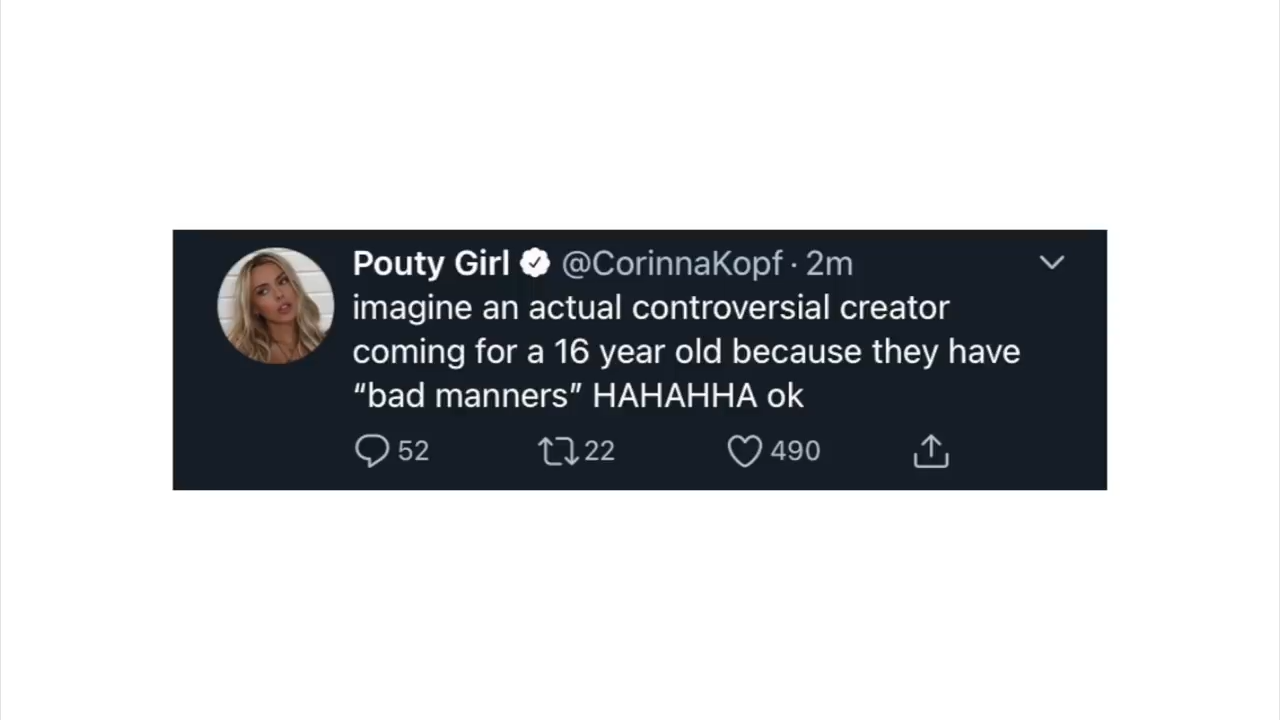 Pouty Girl @CorinnaKopf · 2m
imagine an actual controversial creator
coming for a 16 year old because they have
“bad manners” HAHAHHA ok
52 22 490